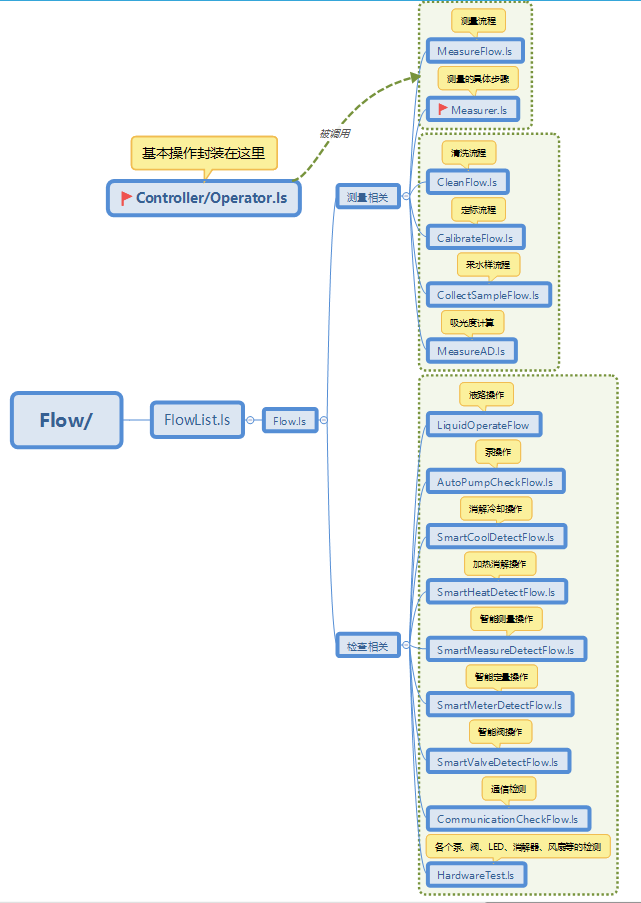 测量流程
MeasureFlow.ls
测量的具体步骤
Measurer.ls
被调用
基本操作封装在这里
Controller/Operator.ls
测量相关
清洗流程
CleanFlow.ls
定标流程
CalibrateFlow.ls
采水样流程
CollectSampleFlow.ls
吸光度计算
MeasureAD.ls
Flow/
FlowList.ls
Flow.ls
检查相关
液路操作
LiquidOperateFlow
泵操作
AutoPumpCheckFlow.ls
消解冷却操作
SmartCoolDetectFlow.ls
加热消解操作
SmartHeatDetectFlow.ls
智能测量操作
SmartMeasureDetectFlow.ls
智能定量操作
SmartMeterDetectFlow.ls
智能阀操作
SmartValveDetectFlow.ls
通信检测
CommunicationCheckFlow.ls
各个泵、阀、LED、消解器、风扇等的检测
HardwareTest.ls